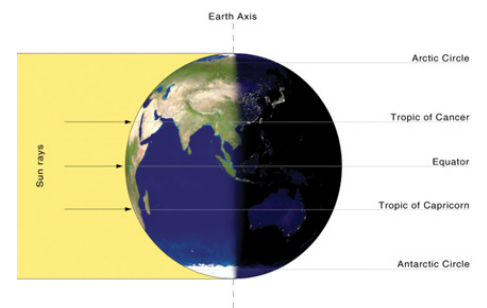 Earth Axis
Arctic Circle
Tropic of Cancer
Sun rays
Equator
Tropic of Capricorn
Antarctic Circle